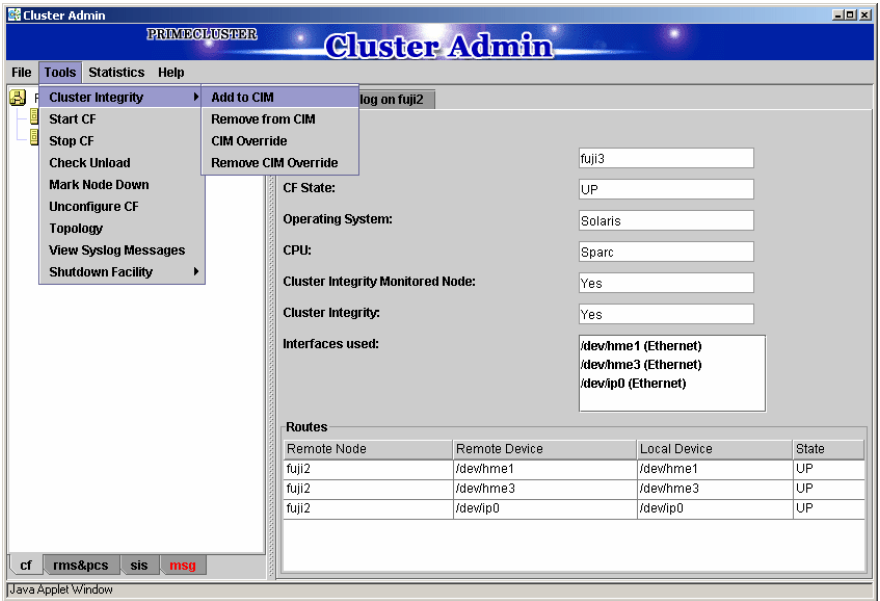 Cluster Admin
PRIMECLUSTER
Cluster Admin
File Tools Statistics Help
Cluster Integrity
Start CF
Stop CF
Check Unload
Mark Node Down
Unconfigure CF
Topology
View Syslog Messages
Shutdown Facility
Add to CIM
Remove from CIM
CIM Override
Remove CIM Override
log on fuji2
fuji3
CF State: UP
Operating System: Solaris
CPU: Sparc
Cluster Integrity Monitored Node: Yes
Cluster Integrity: Yes
Interfaces used: /dev/hme1 (Ethernet)
/dev/hme3 (Ethernet)
/dev/ip0 (Ethernet)
Routes
Remote Node Remote Device Local Device State
fuji2 /dev/hme1 /dev/hme1 UP
fuji2 /dev/hme3 /dev/hme3 UP
fuji2 /dev/ip0 /dev/ip0 UP
cf rms&pcs sis msg
Java Applet Window